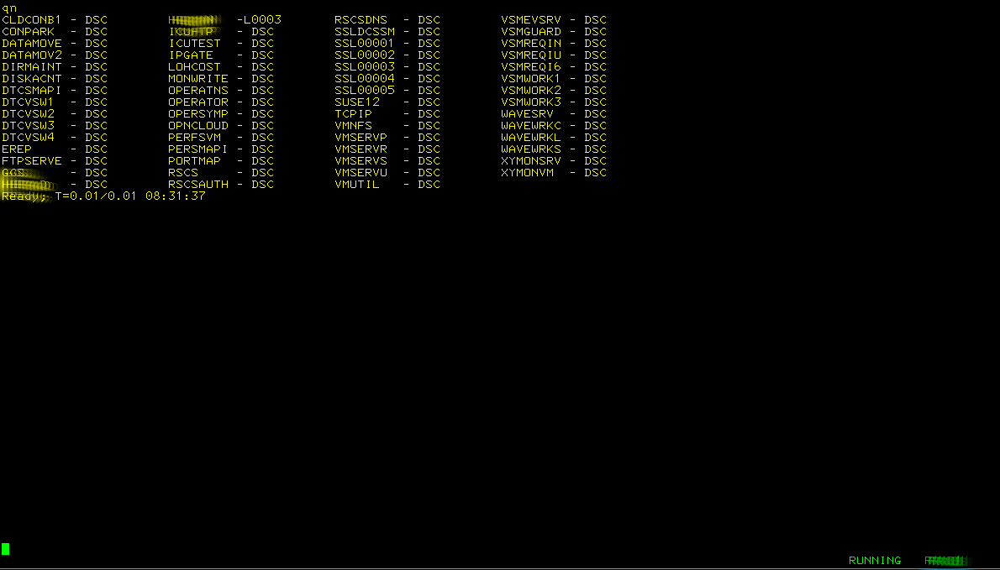 qn
CLDCONB1 - DSC -L0003 RSCSDNS - DSC VSMEVSRV - DSC
CONPARK - DSC ICUFTP - DSC SSLDCSSM - DSC VSMGUARD - DSC
DATAMOVE - DSC ICUTEST - DSC SSL00001 - DSC VSMREQIN - DSC
DATAMOV2 - DSC IPGATE - DSC SSL00002 - DSC VSMREQIU - DSC
DIRMAINT - DSC LOHCOST - DSC SSL00003 - DSC VSMREQI6 - DSC
DISKACNT - DSC MONWRITE - DSC SSL00004 - DSC VSMWORK1 - DSC
DTCSMAPI - DSC OPERATNS - DSC SSL00005 - DSC VSMWORK2 - DSC
DTCVSW1 - DSC OPERATOR - DSC SUSE12 - DSC VSMWORK3 - DSC
DTCVSW2 - DSC OPERSYMP - DSC TCPIP - DSC WAVESRV - DSC
DTCVSW3 - DSC OPNCLOUD - DSC VMNFS - DSC WAVEWRKC - DSC
DTCVSW4 - DSC PERFSVM - DSC VMSERVP - DSC WAVEWRKL - DSC
EREP - DSC PERSMAPI - DSC VMSERVR - DSC WAVEWRKS - DSC
FTPSERVE - DSC PORTMAP - DSC VMSERVS - DSC XYMONSRV - DSC
GCS - DSC RSCS - DSC VMSERVU - DSC XYMONVM - DSC
- DSC RSCSAUTH - DSC VMUTIL - DSC
Ready; T=0.01/0.01 08:31:37
RUNNING